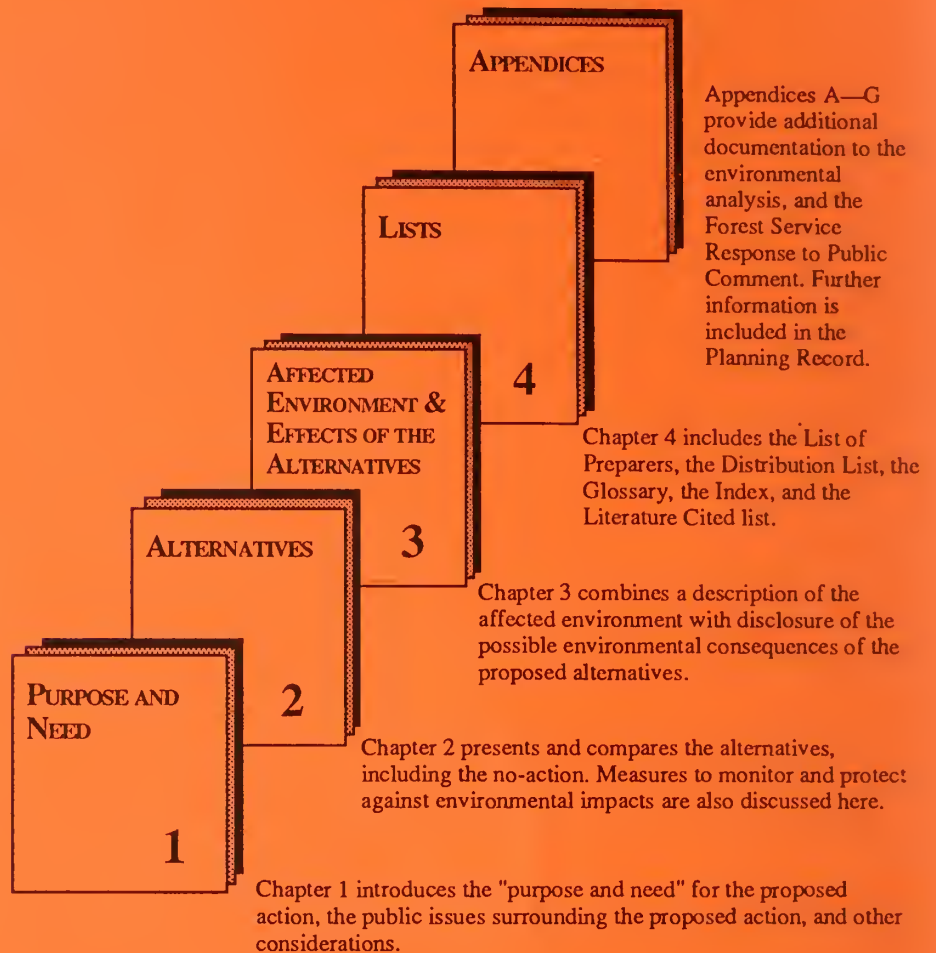 APPENDICES
Appendices A—G
provide additional
documentation to the
environmental
analysis, and the
Forest Service
Response to Public
Comment. Further
information is
included in the
Planning Record.
LISTS
4
Chapter 4 includes the List of
Preparers, the Distribution List, the
Glossary, the Index, and the
Literature Cited list.
AFFECTED
ENVIRONMENT &
EFFECTS OF THE
ALTERNATIVES
3
Chapter 3 combines a description of the
affected environment with disclosure of the
possible environmental consequences of the
proposed alternatives.
ALTERNATIVES
2
Chapter 2 presents and compares the alternatives,
including the no-action. Measures to monitor and protect
against environmental impacts are also discussed here.
PURPOSE AND
NEED
1
Chapter 1 introduces the "purpose and need" for the proposed
action, the public issues surrounding the proposed action, and other
considerations.